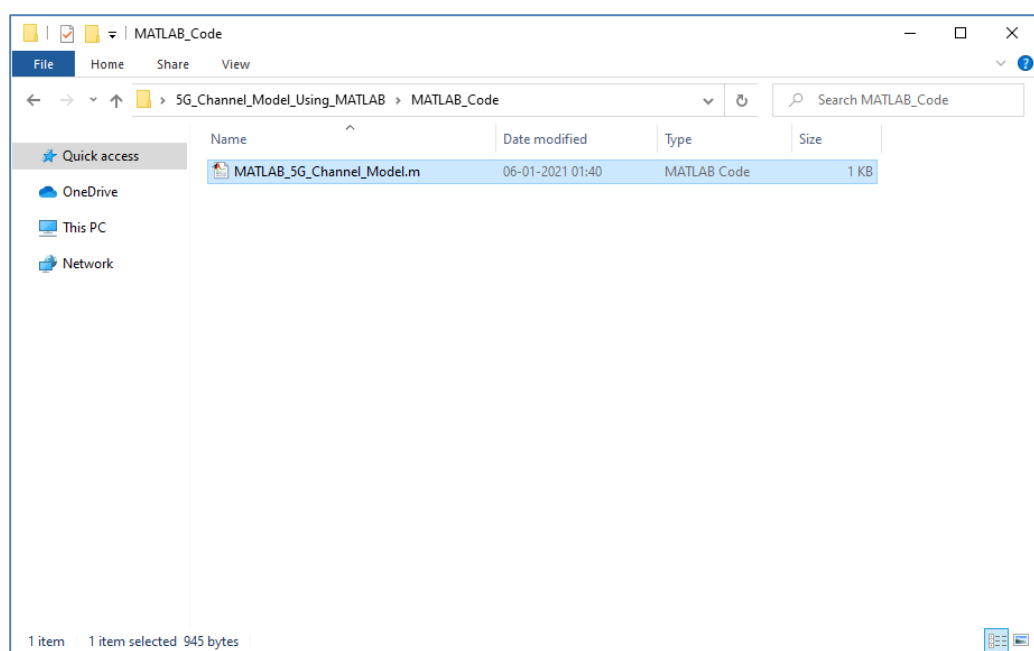 MATLAB_Code
File Home Share View
5G_Channel_Model_Using_MATLAB > MATLAB_Code Search MATLAB_Code
Name Date modified Type Size
Quick access
MATLAB_5G_Channel_Model.m 06-01-2021 01:40 MATLAB Code 1 KB
OneDrive
This PC
Network
1 item 1 item selected 945 bytes